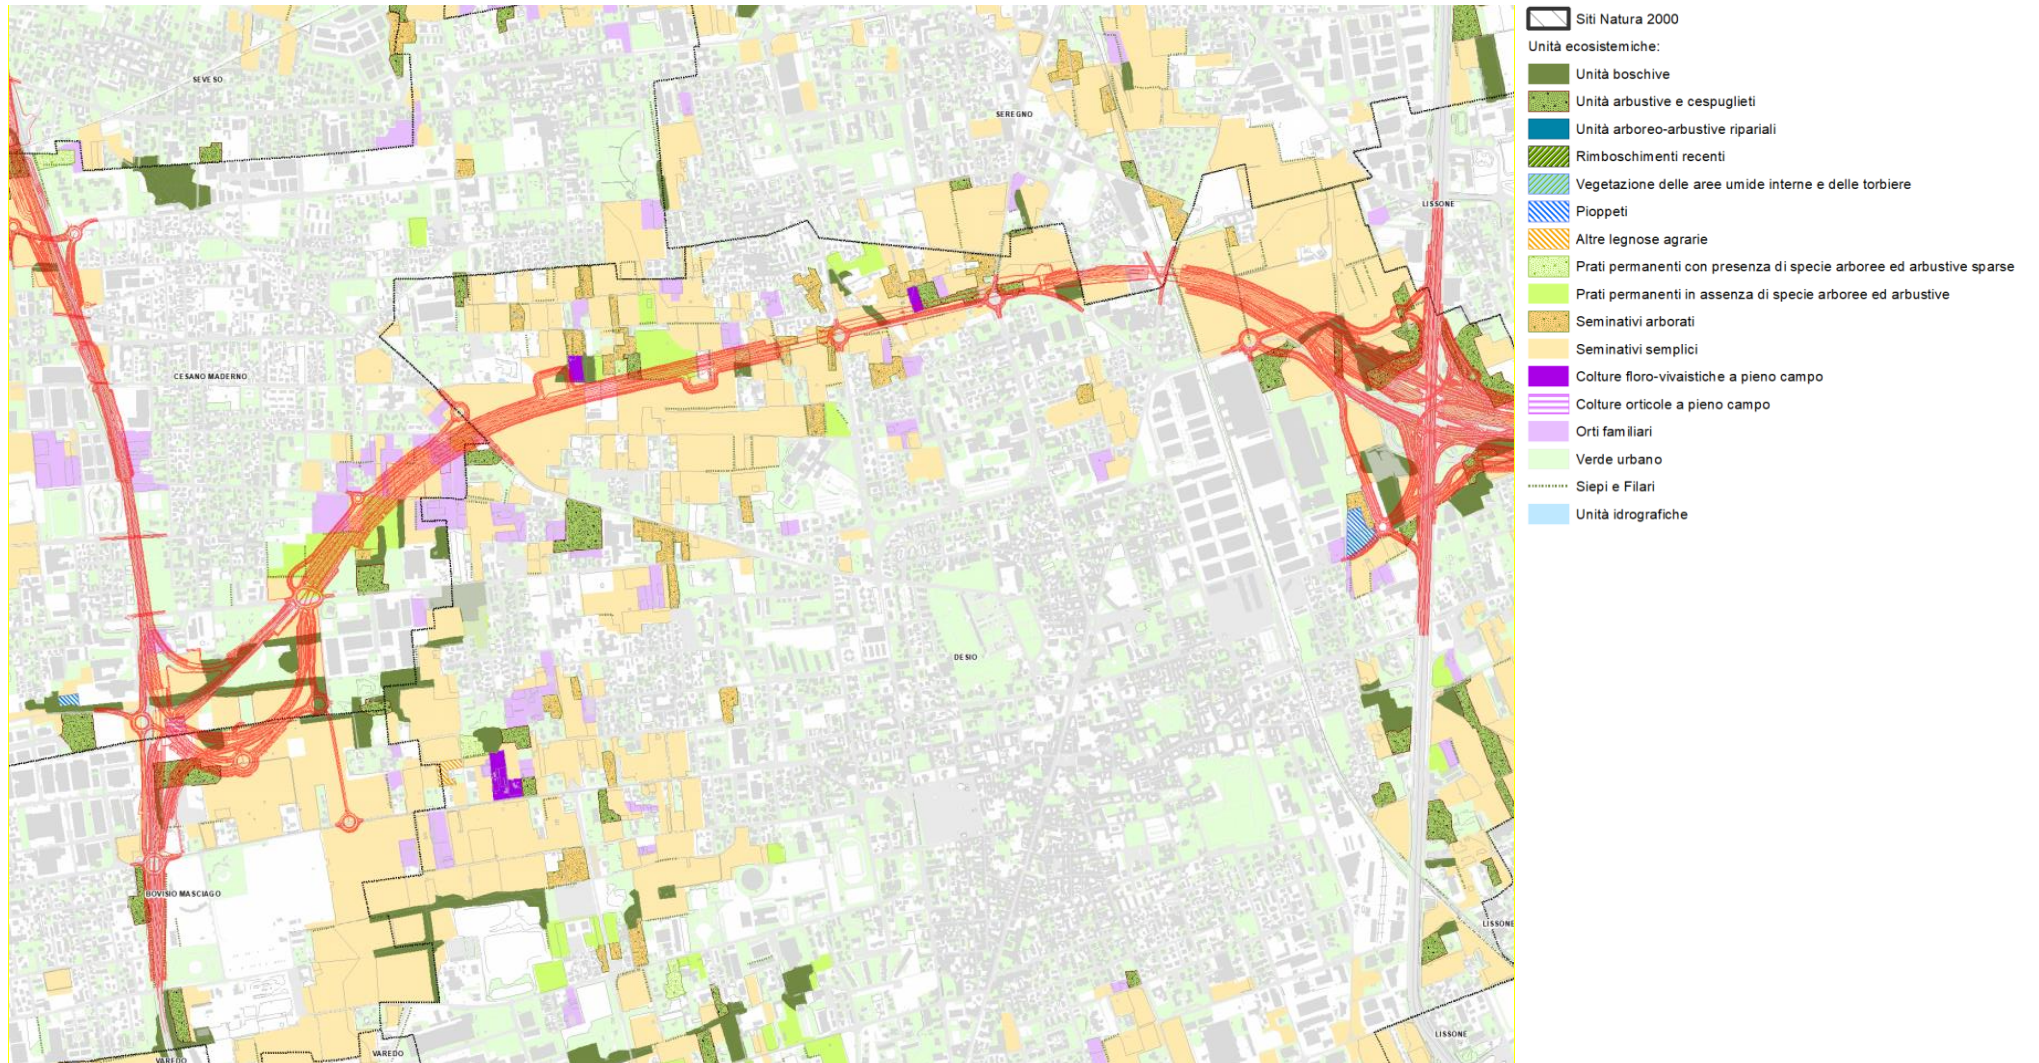 SEVESO
SEREGNO
LISSONE
CESANO MADERNO
DESIO
BOVISIO MASCIAGO
LISSONE
LISSONE
VAREDO
VAREDO
Siti Natura 2000
Unità ecosistemiche:
Unità boschive
Unità arbustive e cespuglieti
Unità arboreo-arbustive ripariali
Rimboschimenti recenti
Vegetazione delle aree umide interne e delle torbiere
Pioppeti
Altre legnose agrarie
Prati permanenti con presenza di specie arboree ed arbustive sparse
Prati permanenti in assenza di specie arboree ed arbustive
Seminativi arborati
Seminativi semplici
Colture floro-vivaistiche a pieno campo
Colture orticole a pieno campo
Orti familiari
Verde urbano
Siepi e Filari
Unità idrografiche